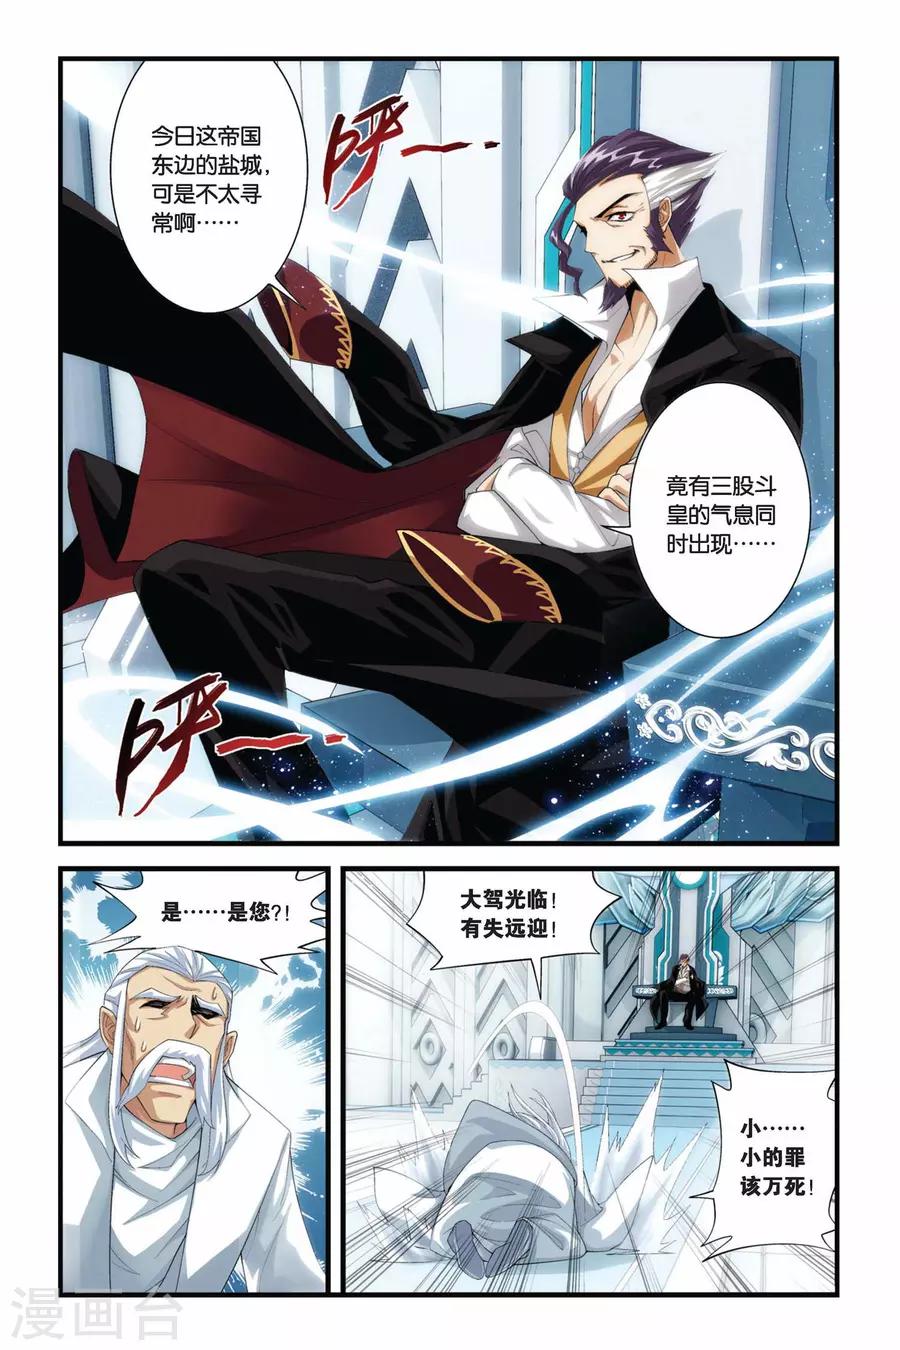 今日这帝国
东边的盐城，
可是不太寻
常啊……
呼一
竟有三股斗
皇的气息同
时出现……
呼一
是……是您?!
大驾光临!
有失远迎!
小……
小的罪
该万死!
漫画台